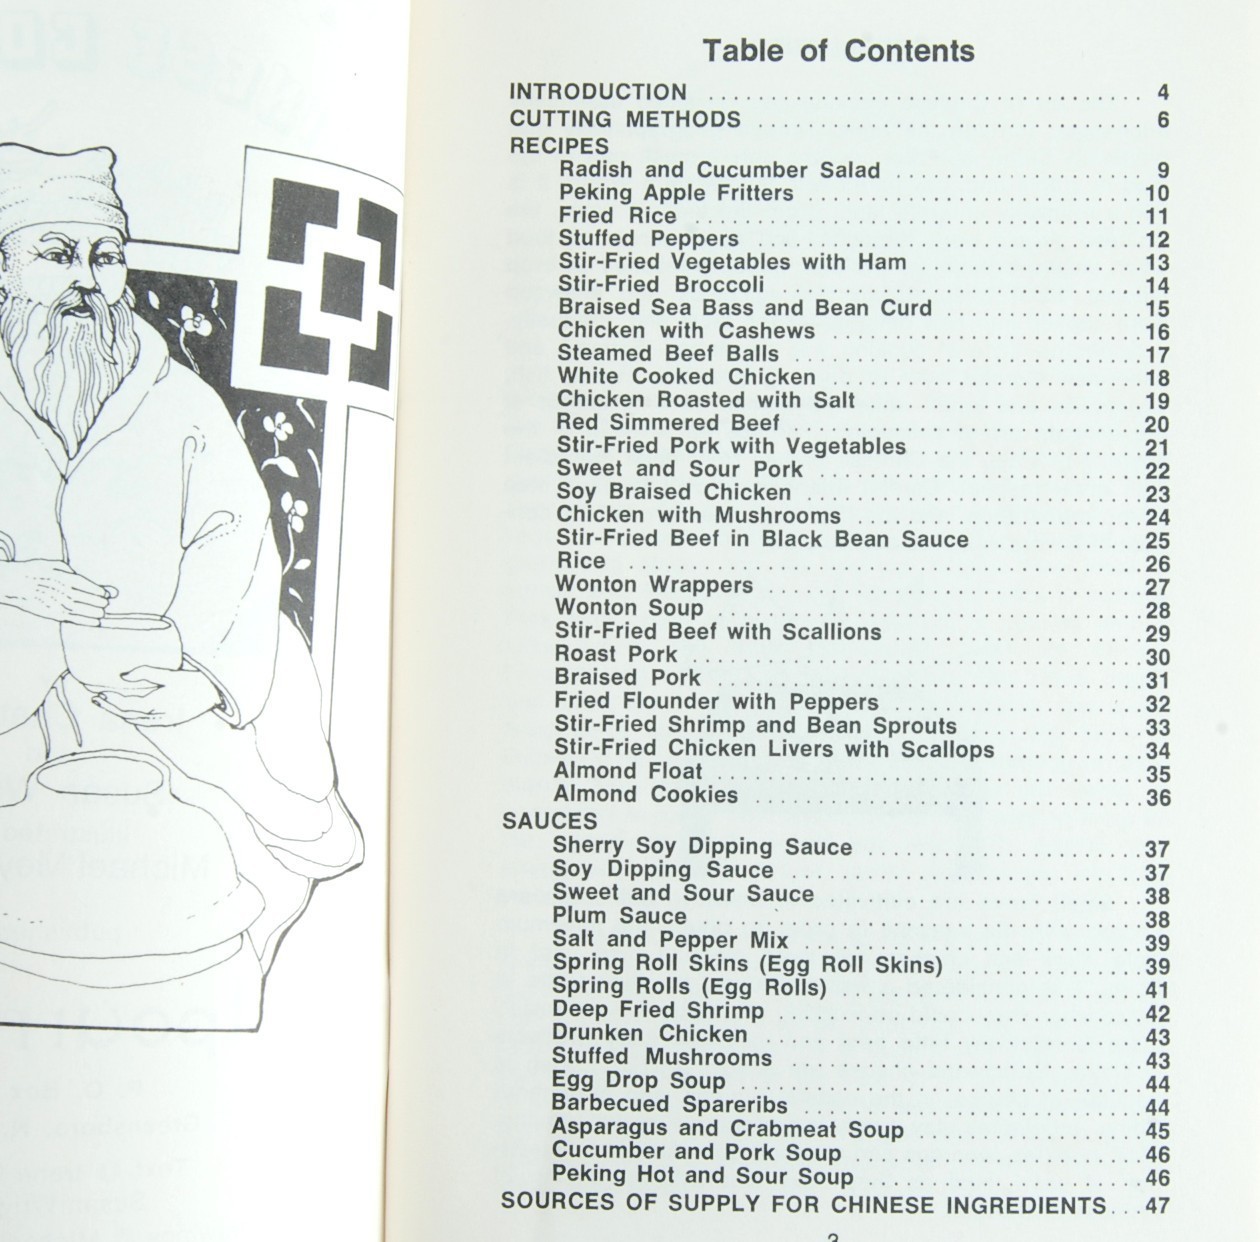 Table of Contents
INTRODUCTION ........ 4
CUTTING METHODS ........ 6
RECIPES
Radish and Cucumber Salad ........ 9
Peking Apple Fritters ........ 10
Fried Rice ........ 11
Stuffed Peppers ........ 12
Stir-Fried Vegetables with Ham ........ 13
Stir-Fried Broccoli ........ 14
Braised Sea Bass and Bean Curd ........ 15
Chicken with Cashews ........ 16
Steamed Beef Balls ........ 17
White Cooked Chicken ........ 18
Chicken Roasted with Salt ........ 19
Red Simmered Beef ........ 20
Stir-Fried Pork with Vegetables ........ 21
Sweet and Sour Pork ........ 22
Soy Braised Chicken ........ 23
Chicken with Mushrooms ........ 24
Stir-Fried Beef in Black Bean Sauce ........ 25
Rice ........ 26
Wonton Wrappers ........ 27
Wonton Soup ........ 28
Stir-Fried Beef with Scallions ........ 29
Roast Pork ........ 30
Braised Pork ........ 31
Fried Flounder with Peppers ........ 32
Stir-Fried Shrimp and Bean Sprouts ........ 33
Stir-Fried Chicken Livers with Scallops ........ 34
Almond Float ........ 35
Almond Cookies ........ 36
SAUCES
Sherry Soy Dipping Sauce ........ 37
Soy Dipping Sauce ........ 37
Sweet and Sour Sauce ........ 38
Plum Sauce ........ 38
Salt and Pepper Mix ........ 39
Spring Roll Skins (Egg Roll Skins) ........ 39
Spring Rolls (Egg Rolls) ........ 41
Deep Fried Shrimp ........ 42
Drunken Chicken ........ 43
Stuffed Mushrooms ........ 43
Egg Drop Soup ........ 44
Barbecued Spareribs ........ 44
Asparagus and Crabmeat Soup ........ 45
Cucumber and Pork Soup ........ 46
Peking Hot and Sour Soup ........ 46
SOURCES OF SUPPLY FOR CHINESE INGREDIENTS ... 47
3